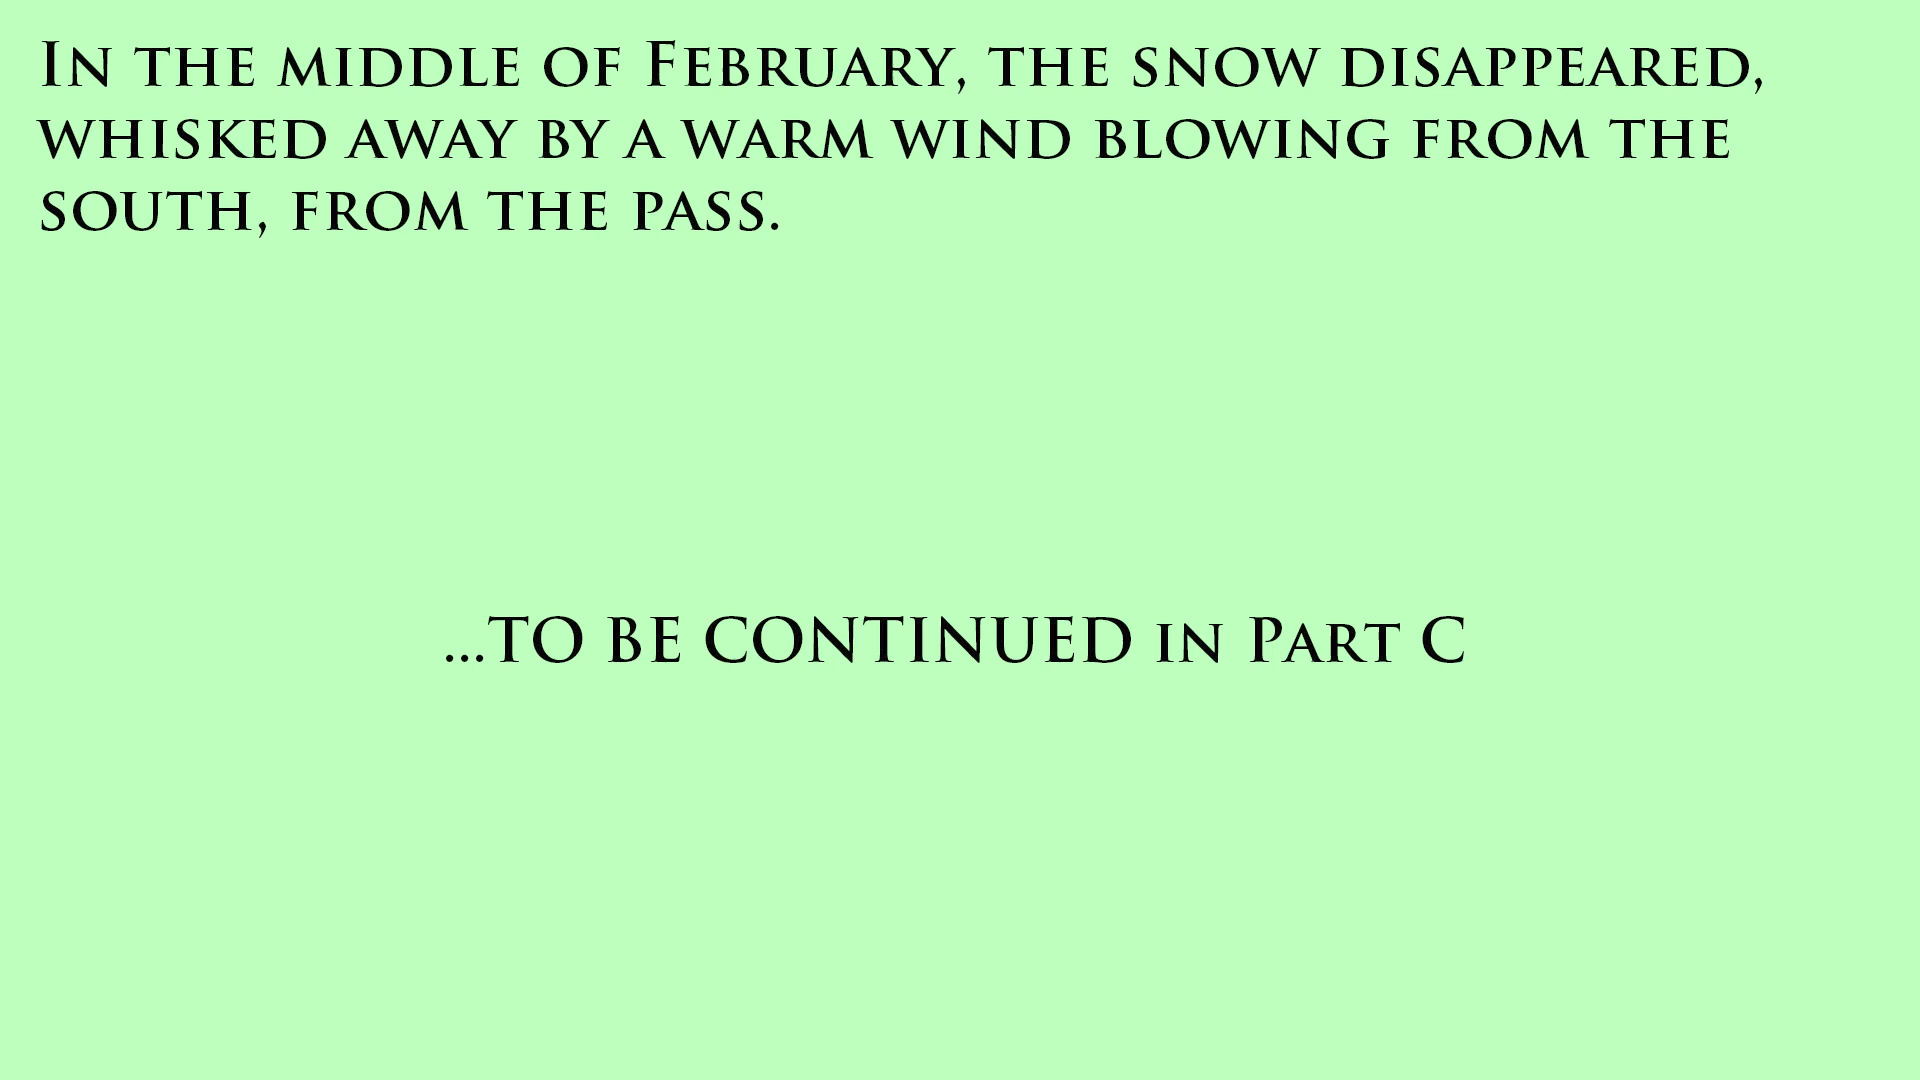 In the middle of February, the snow disappeared,
whisked away by a warm wind blowing from the
south, from the pass.
...TO BE CONTINUED in Part C